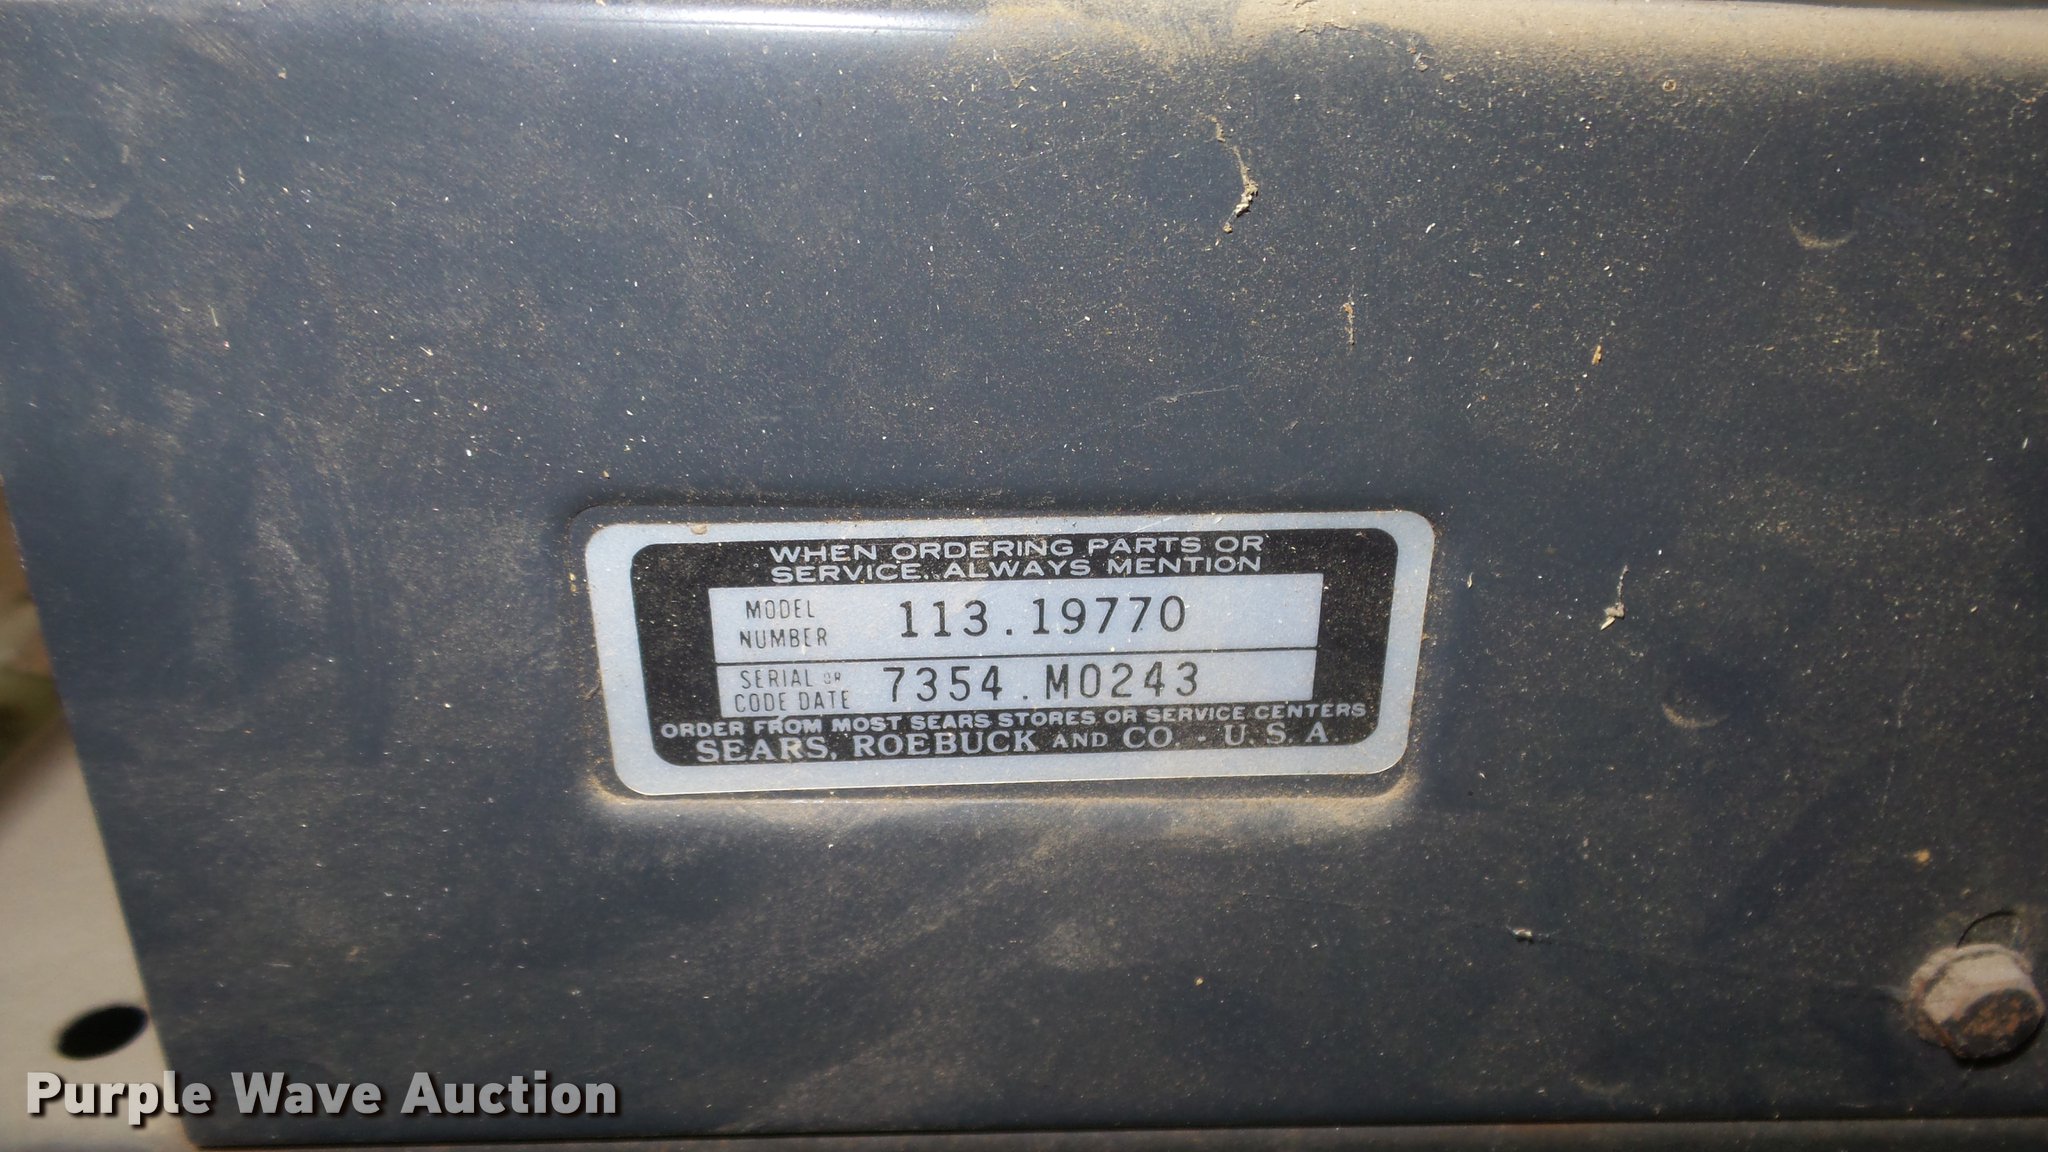 WHEN ORDERING PARTS OR
SERVICE, ALWAYS MENTION
MODEL
NUMBER
113.19770
SERIAL OR
CODE DATE
7354.M0243
ORDER FROM MOST SEARS STORES OR SERVICE CENTERS
SEARS, ROEBUCK AND CO. - U.S.A.
Purple Wave Auction